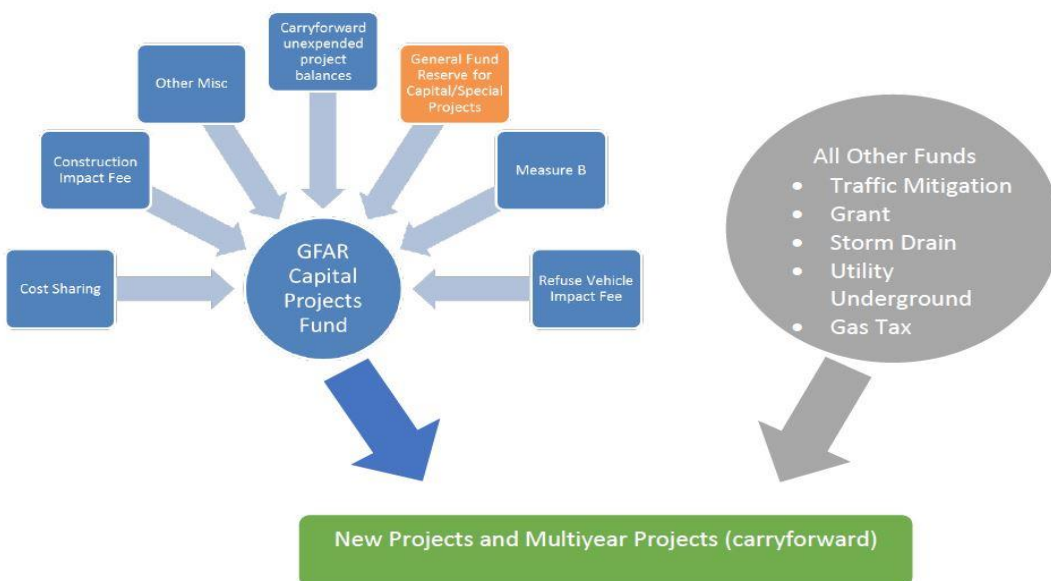 Carryforward
unexpended
project
balances
General Fund
Reserve for
Capital/Special
Projects
Other Misc
Construction
Impact Fee
Measure B
Cost Sharing
Refuse Vehicle
Impact Fee
GFAR
Capital
Projects
Fund
All Other Funds
• Traffic Mitigation
• Grant
• Storm Drain
• Utility
Underground
• Gas Tax
New Projects and Multiyear Projects (carryforward)